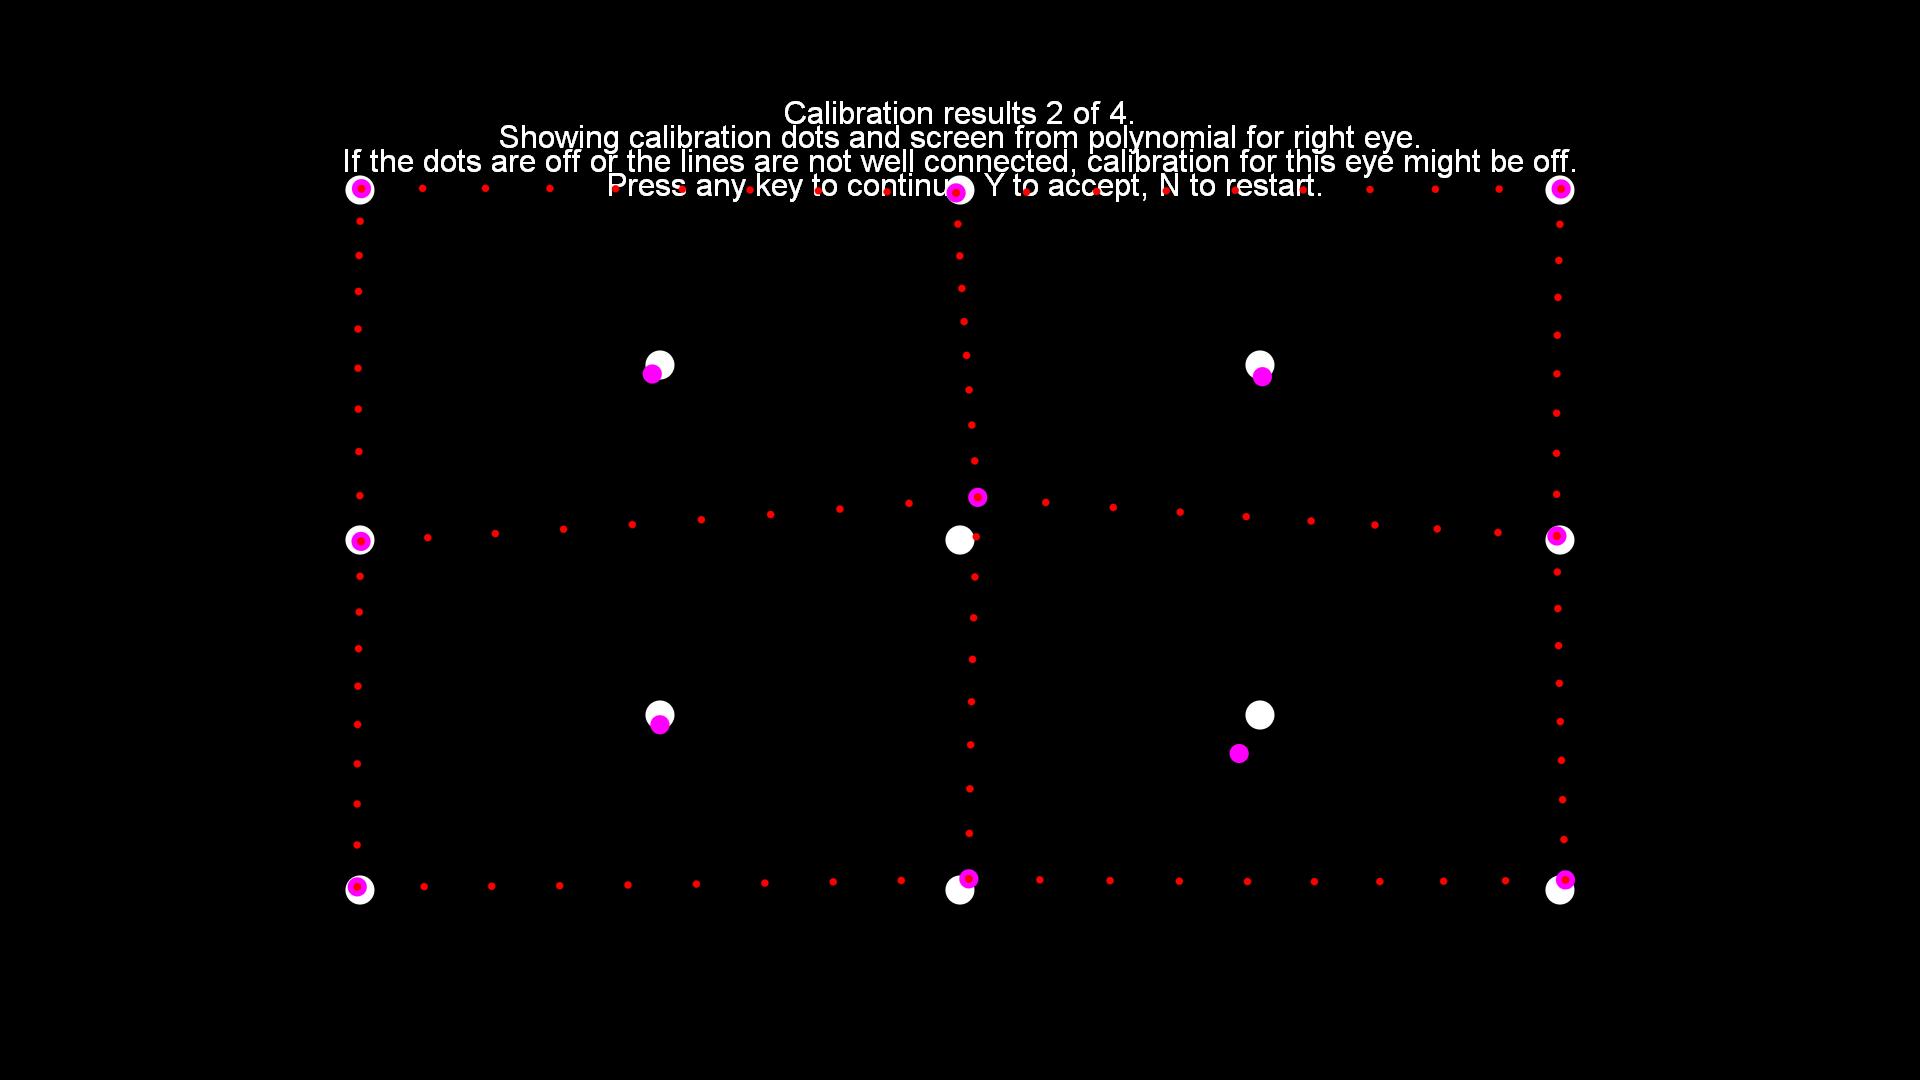 Calibration results 2 of 4.
Showing calibration dots and screen from polynomial for right eye.
If the dots are off or the lines are not well connected, calibration for this eye might be off.
Press any key to continue, Y to accept, N to restart.